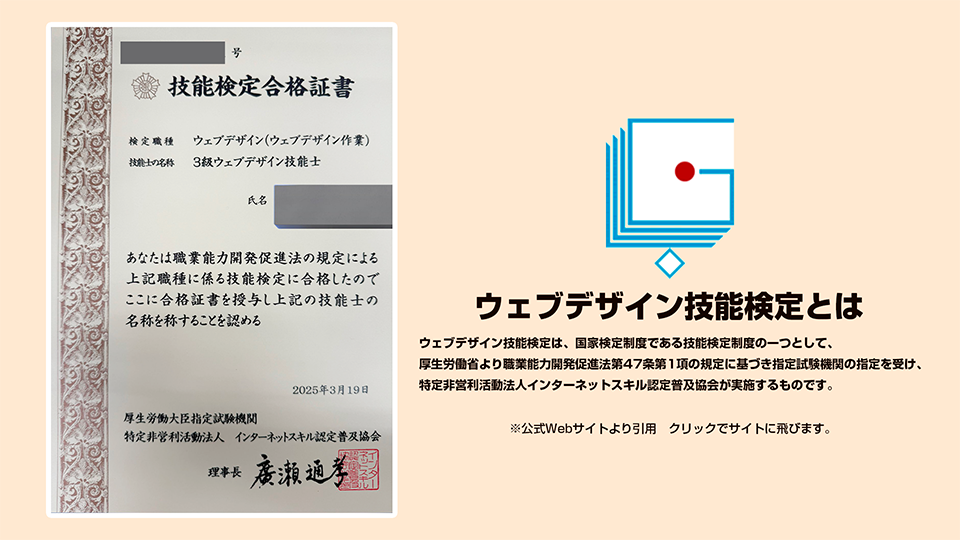 号
技能検定合格証書
検定職種 ウェブデザイン(ウェブデザイン作業)
技能士の名称 3級ウェブデザイン技能士
氏名
あなたは職業能力開発促進法の規定による
上記職種に係る技能検定に合格したので
ここに合格証書を授与し上記の技能士の
名称を称することを認める
2025年3月19日
厚生労働大臣指定試験機関
特定非営利活動法人 インターネットスキル認定普及協会
理事長 廣瀬通孝
ウェブデザイン技能検定とは
ウェブデザイン技能検定は、国家検定制度である技能検定制度の一つとして、
厚生労働省より職業能力開発促進法第47条第1項の規定に基づき指定試験機関の指定を受け、
特定非営利活動法人インターネットスキル認定普及協会が実施するものです。
※公式Webサイトより引用 クリックでサイトに飛びます。